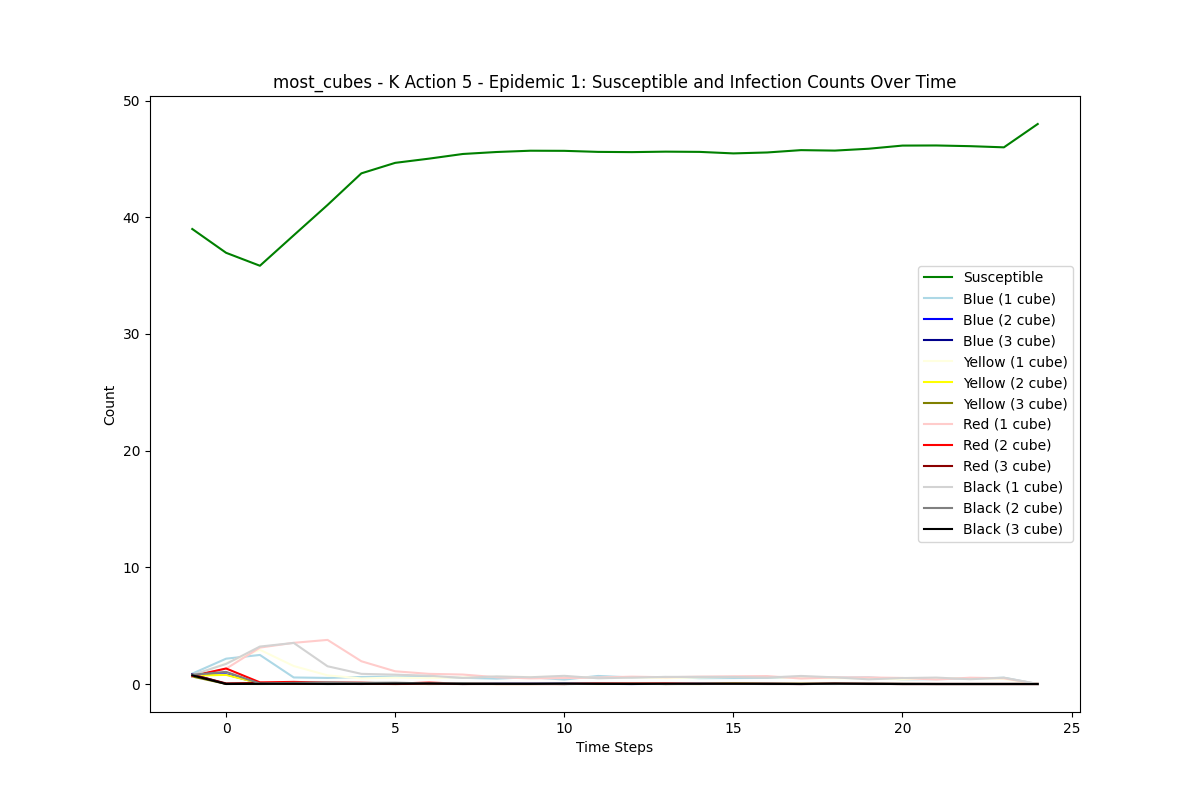 most_cubes - K Action 5 - Epidemic 1: Susceptible and Infection Counts Over Time
50
40
30
20
10
0
Count
Susceptible
Blue (1 cube)
Blue (2 cube)
Blue (3 cube)
Yellow (1 cube)
Yellow (2 cube)
Yellow (3 cube)
Red (1 cube)
Red (2 cube)
Red (3 cube)
Black (1 cube)
Black (2 cube)
Black (3 cube)
0 5 10 15 20 25
Time Steps